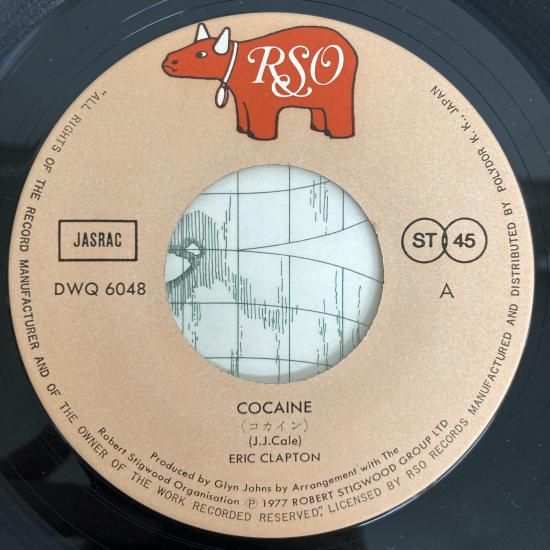 RSO
JASRAC
DWQ 6048
ST 45
A
COCAINE
(コカイン)
(J.J.Cale)
ERIC CLAPTON
Produced by Glyn Johns by Arrangement with The
Robert Stigwood Organisation Ⓟ 1977 ROBERT STIGWOOD GROUP LTD
"ALL RIGHTS OF THE RECORD MANUFACTURER AND OF THE OWNER OF THE WORK RECORDED RESERVED", LICENSED BY RSO RECORDS MANUFACTURED AND DISTRIBUTED BY POLYDOR K. K., JAPAN